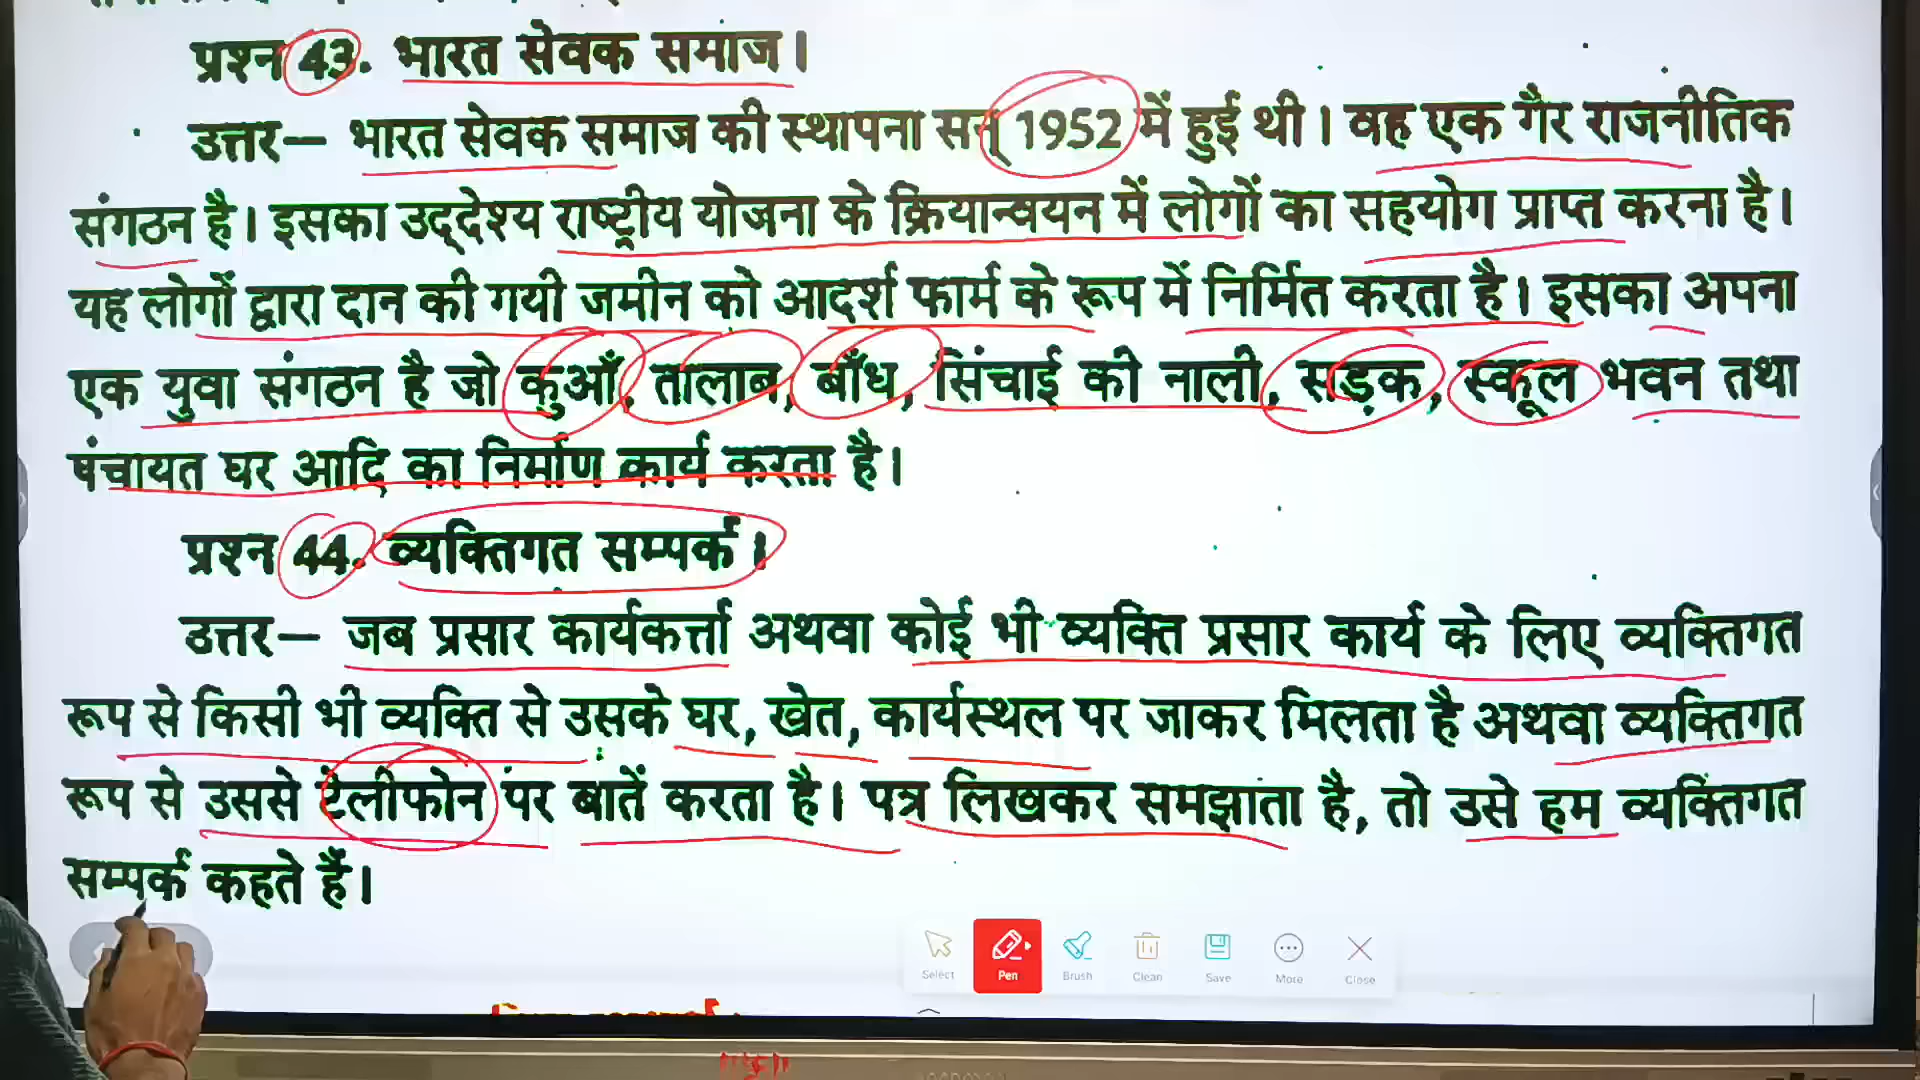 प्रश्न 43. भारत सेवक समाज।
उत्तर— भारत सेवक समाज की स्थापना सन् 1952 में हुई थी। वह एक गैर राजनीतिक
संगठन है। इसका उद्देश्य राष्ट्रीय योजना के क्रियान्वयन में लोगों का सहयोग प्राप्त करना है।
यह लोगों द्वारा दान की गयी जमीन को आदर्श फार्म के रूप में निर्मित करता है। इसका अपना
एक युवा संगठन है जो कुआँ, तालाब, बाँध, सिंचाई की नाली, सड़क, स्कूल भवन तथा
पंचायत घर आदि का निर्माण कार्य करता है।
प्रश्न 44. व्यक्तिगत सम्पर्क।
उत्तर— जब प्रसार कार्यकर्त्ता अथवा कोई भी व्यक्ति प्रसार कार्य के लिए व्यक्तिगत
रूप से किसी भी व्यक्ति से उसके घर, खेत, कार्यस्थल पर जाकर मिलता है अथवा व्यक्तिगत
रूप से उससे टेलीफोन पर बातें करता है। पत्र लिखकर समझाता है, तो उसे हम व्यक्तिगत
सम्पर्क कहते हैं।
Select Pen Brush Clean Save More Close